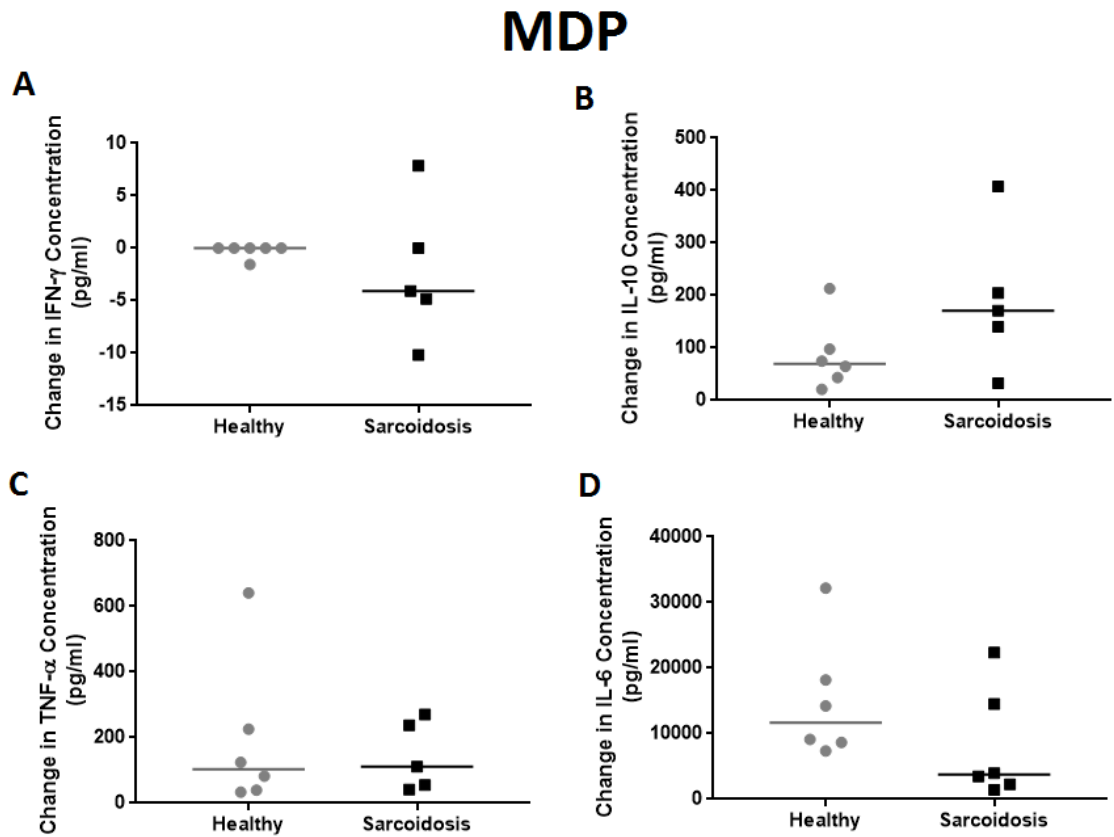 MDP
A
Change in IFN-γ Concentration
(pg/ml)
10
5
0
-5
-10
-15
Healthy
Sarcoidosis
B
Change in IL-10 Concentration
(pg/ml)
500
400
300
200
100
0
Healthy
Sarcoidosis
C
Change in TNF-α Concentration
(pg/ml)
800
600
400
200
0
Healthy
Sarcoidosis
D
Change in IL-6 Concentration
(pg/ml)
40000
30000
20000
10000
0
Healthy
Sarcoidosis